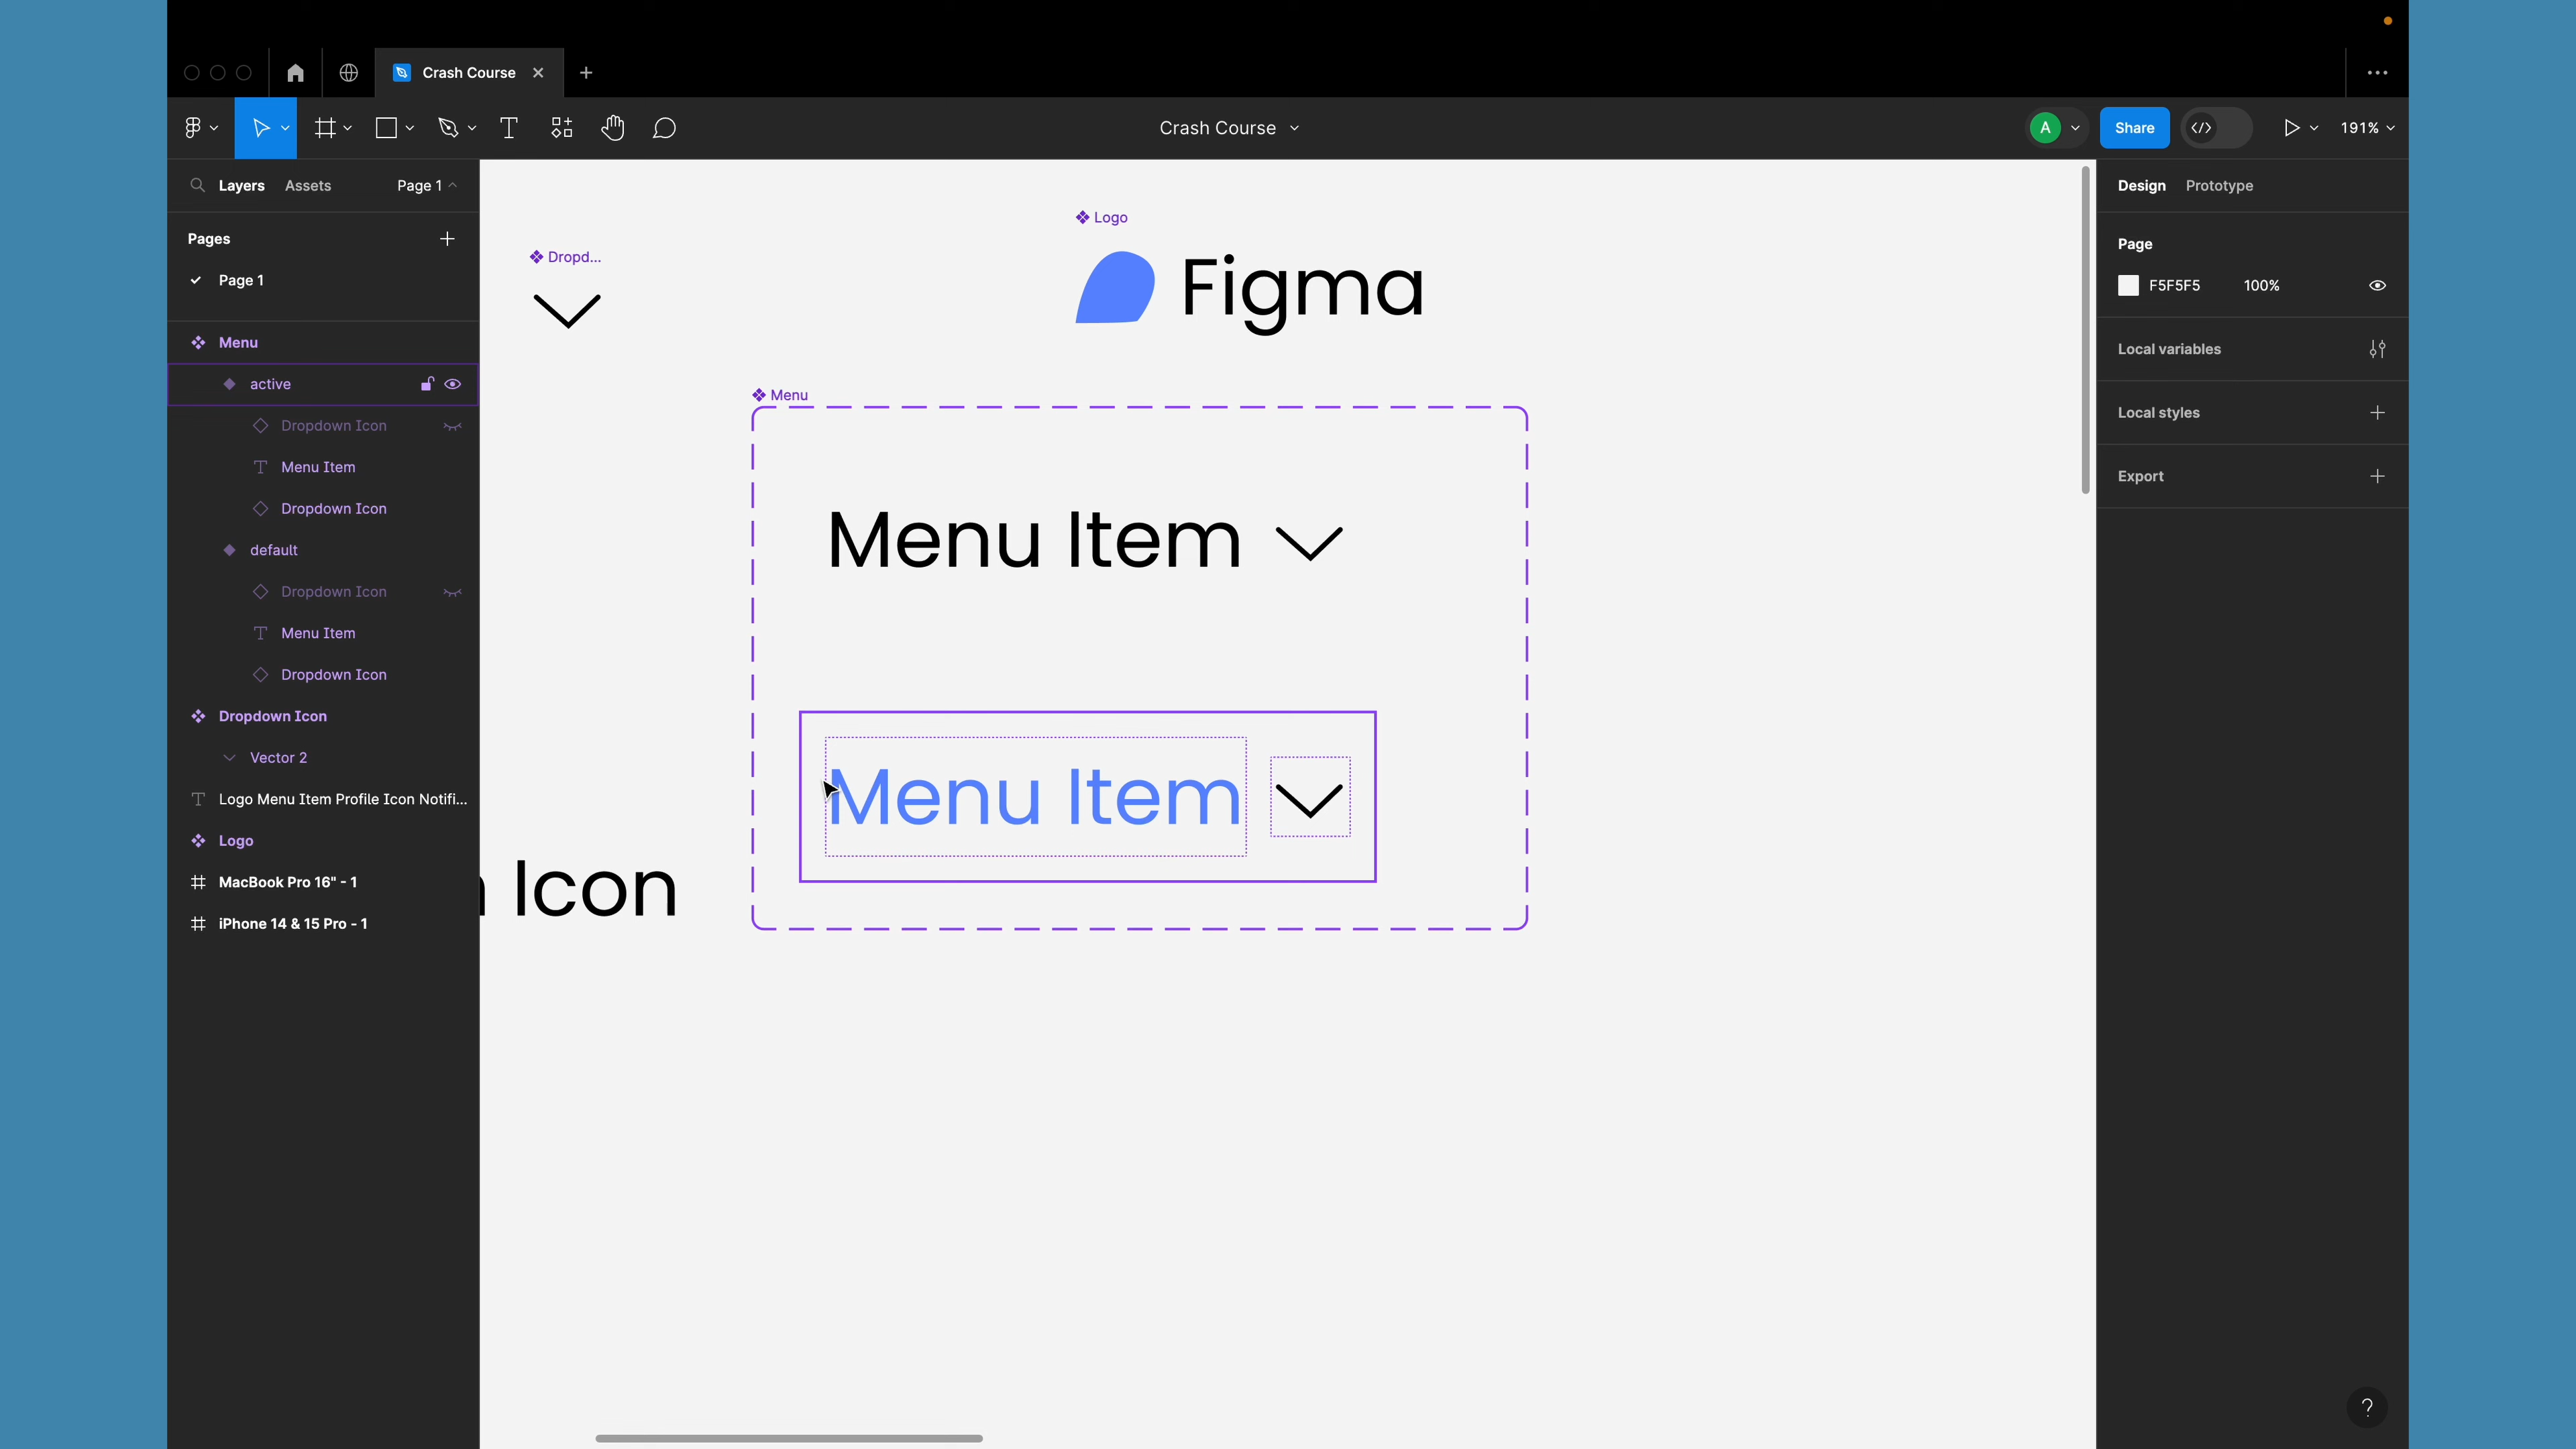 Crash Course
Crash Course
A
Share
191%
Layers
Assets
Page 1
Pages
Page 1
Menu
active
Dropdown Icon
Menu Item
Dropdown Icon
default
Dropdown Icon
Menu Item
Dropdown Icon
Dropdown Icon
Vector 2
Logo Menu Item Profile Icon Notifi...
Logo
MacBook Pro 16" - 1
iPhone 14 & 15 Pro - 1
Dropd...
Logo
Figma
Menu
Menu Item
Menu Item
Icon
Design
Prototype
Page
F5F5F5
100%
Local variables
Local styles
Export
?